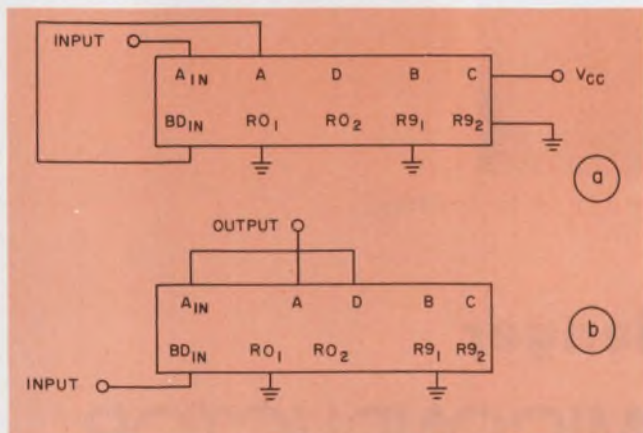 INPUT
A IN A D B C
V CC
BD IN RO 1 RO 2 R9 1 R9 2
a
OUTPUT
A IN A D B C
b
BD IN RO 1 RO 2 R9 1 R9 2
INPUT